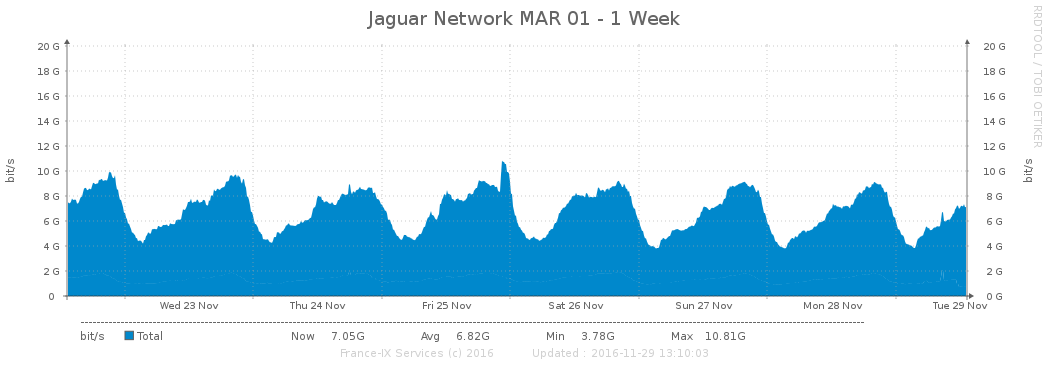 Jaguar Network MAR 01 - 1 Week
RRDTOOL / TOBI OETIKER
bit/s
20 G
18 G
16 G
14 G
12 G
10 G
8 G
6 G
4 G
2 G
0
20 G
18 G
16 G
14 G
12 G
10 G
8 G
6 G
4 G
2 G
0 G
bit/s
Wed 23 Nov Thu 24 Nov Fri 25 Nov Sat 26 Nov Sun 27 Nov Mon 28 Nov Tue 29 Nov
bit/s Total Now 7.05G Avg 6.82G Min 3.78G Max 10.81G
France-IX Services (c) 2016 Updated : 2016-11-29 13:10:03